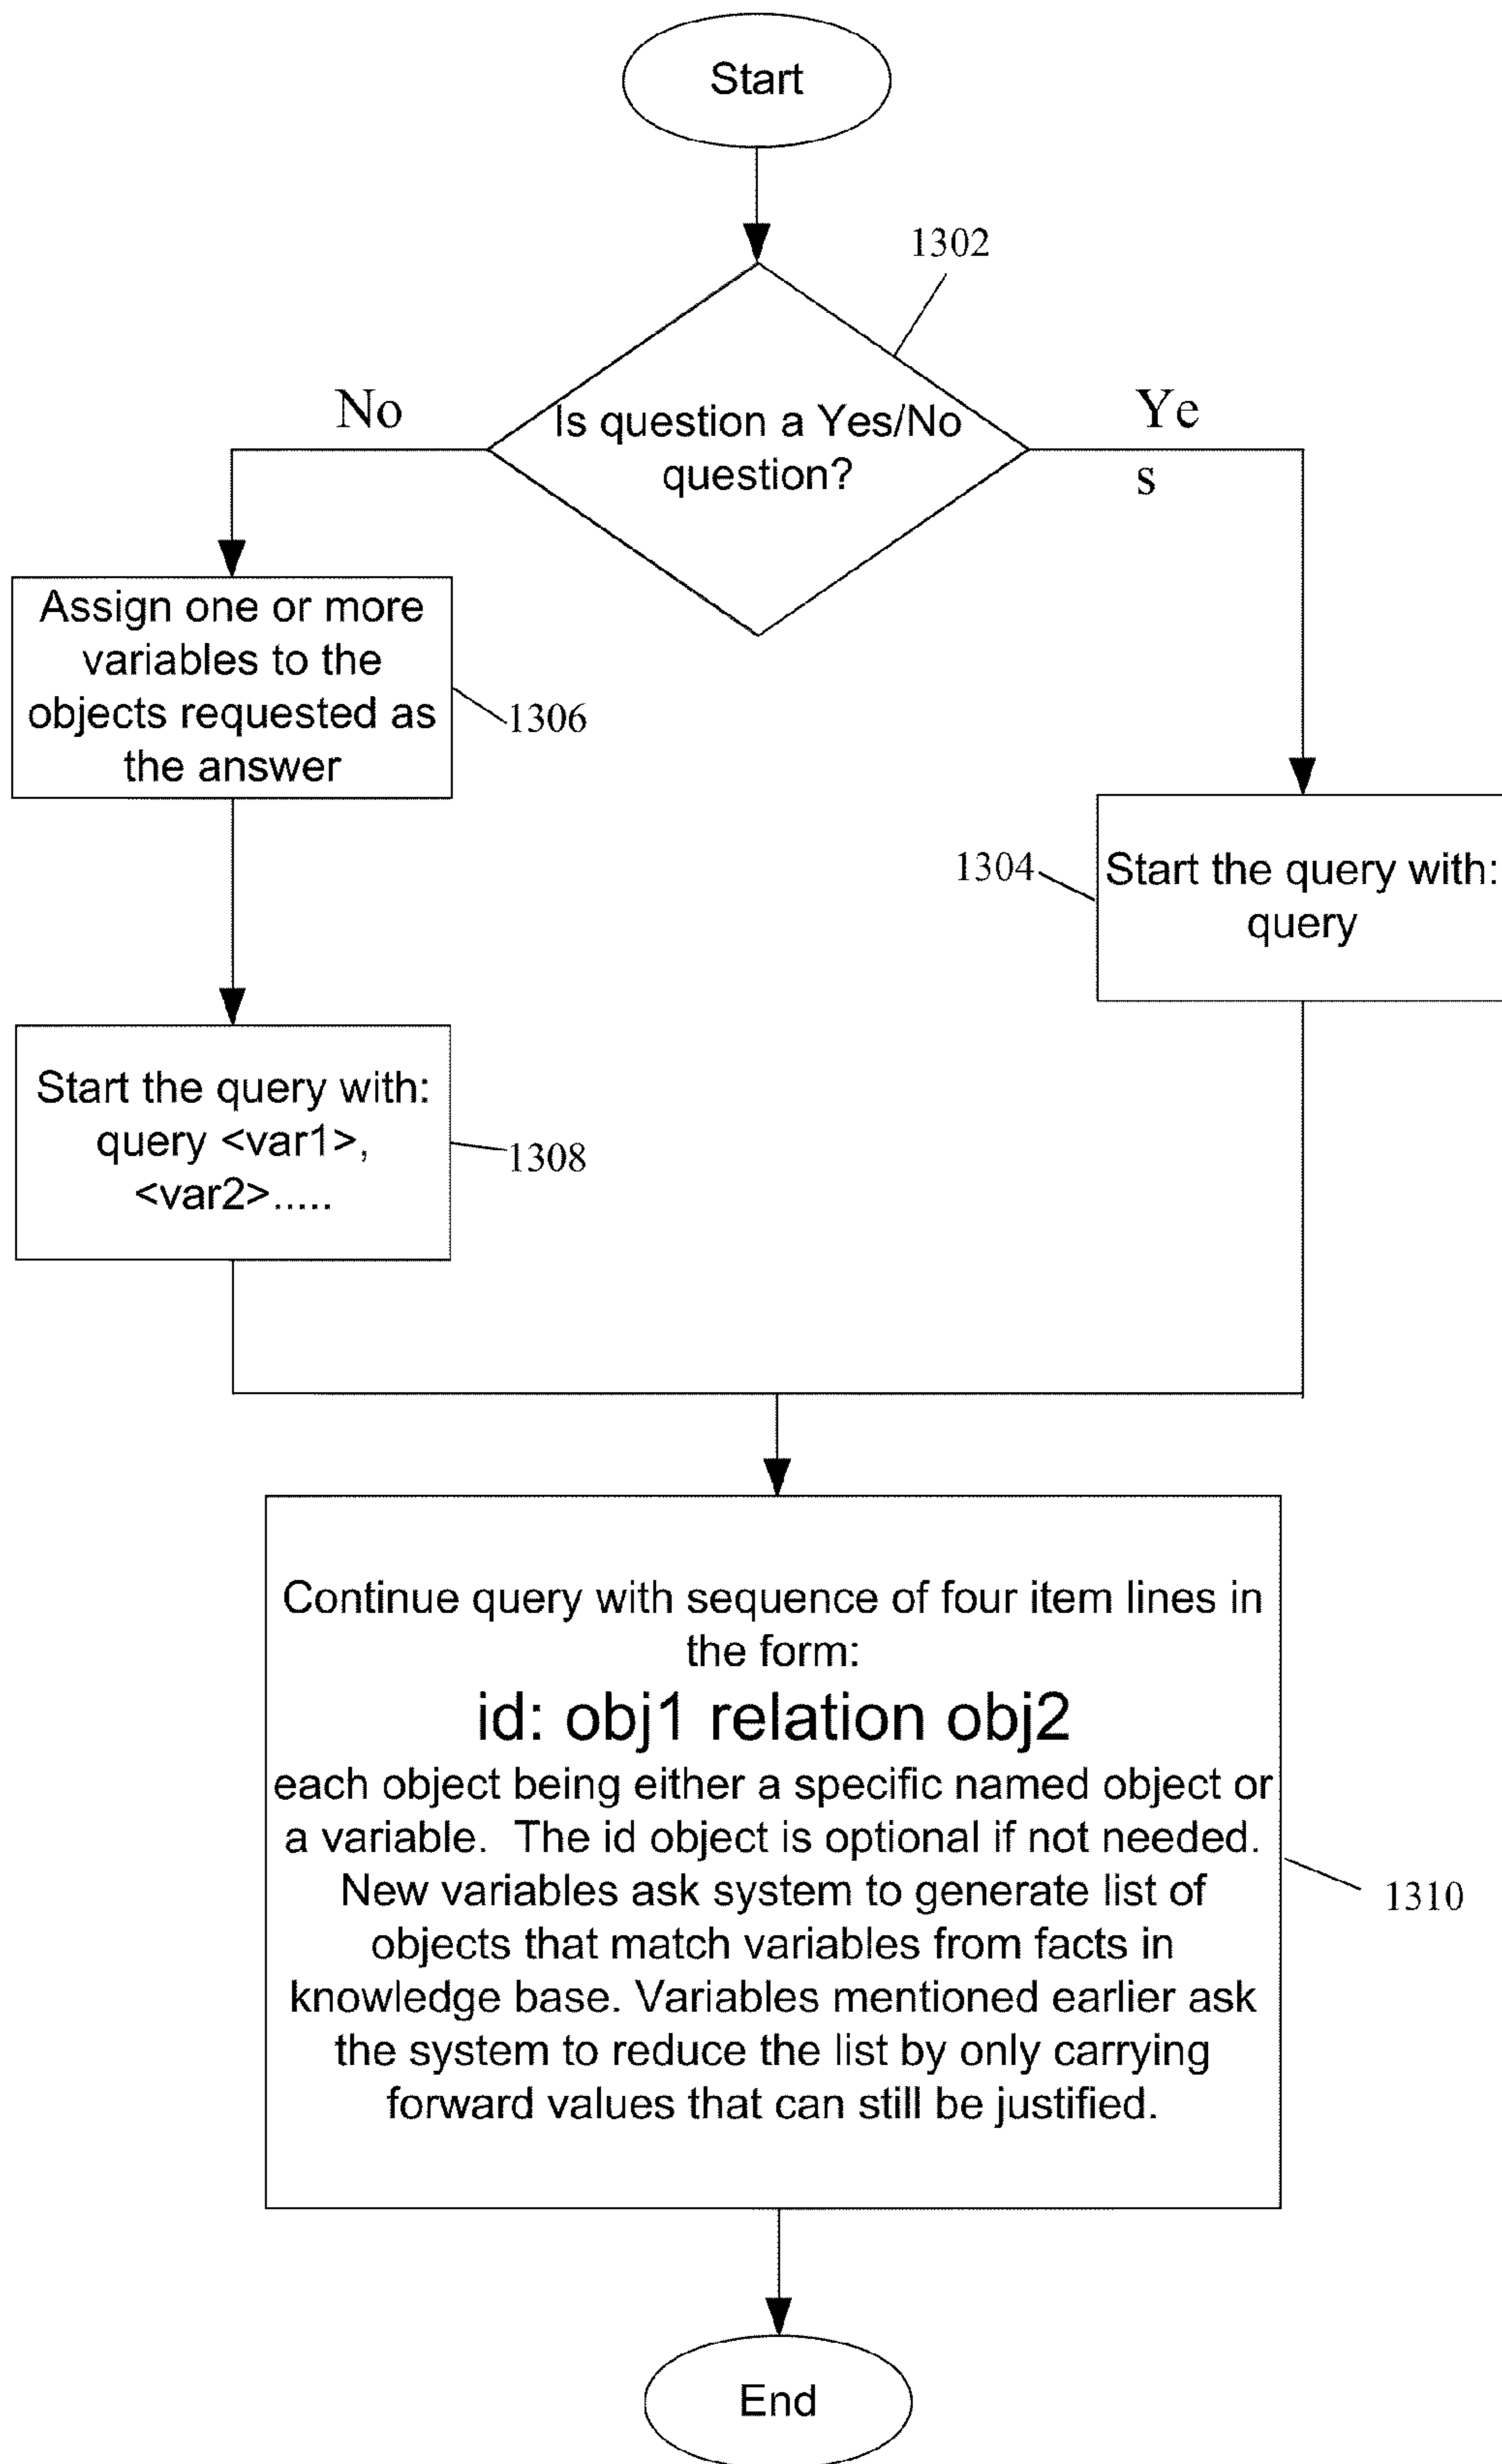 Start
1302
No
Ye
s
Is question a Yes/No
question?
Assign one or more
variables to the
objects requested as
the answer
1306
1304
Start the query with:
query
Start the query with:
query <var1>,
<var2>.....
1308
Continue query with sequence of four item lines in
the form:
id: obj1 relation obj2
each object being either a specific named object or
a variable.  The id object is optional if not needed.
New variables ask system to generate list of
objects that match variables from facts in
knowledge base. Variables mentioned earlier ask
the system to reduce the list by only carrying
forward values that can still be justified.
1310
End